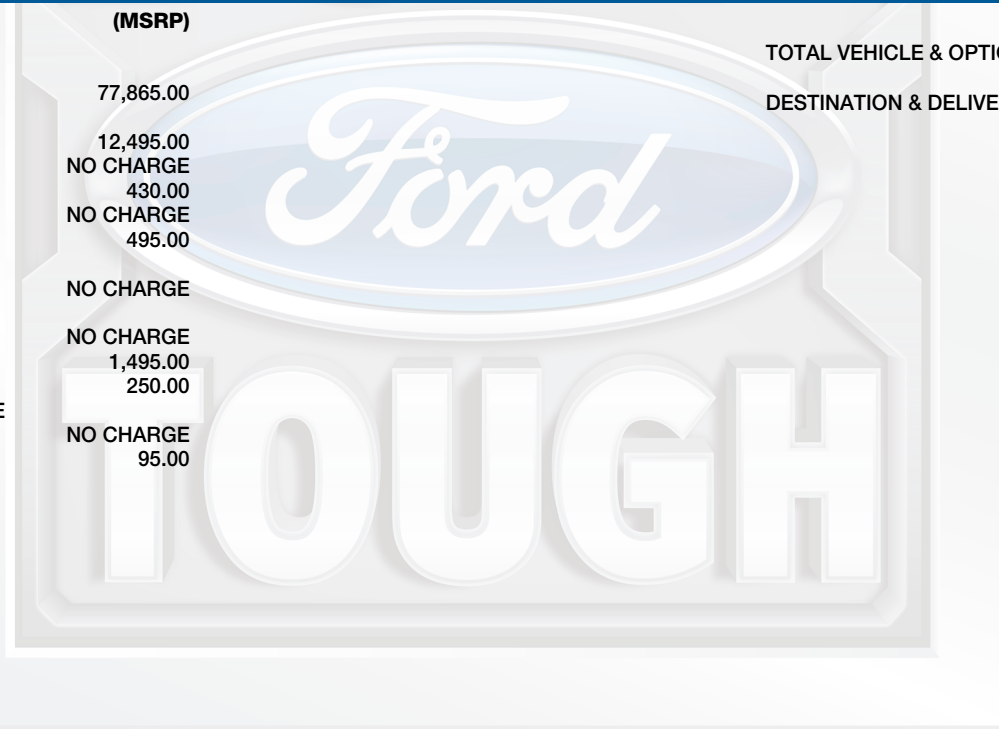 (MSRP)
TOTAL VEHICLE & OPTIO
77,865.00
DESTINATION & DELIVE
12,495.00
NO CHARGE
430.00
NO CHARGE
495.00
NO CHARGE
NO CHARGE
1,495.00
250.00
E
NO CHARGE
95.00
Ford
TOUGH